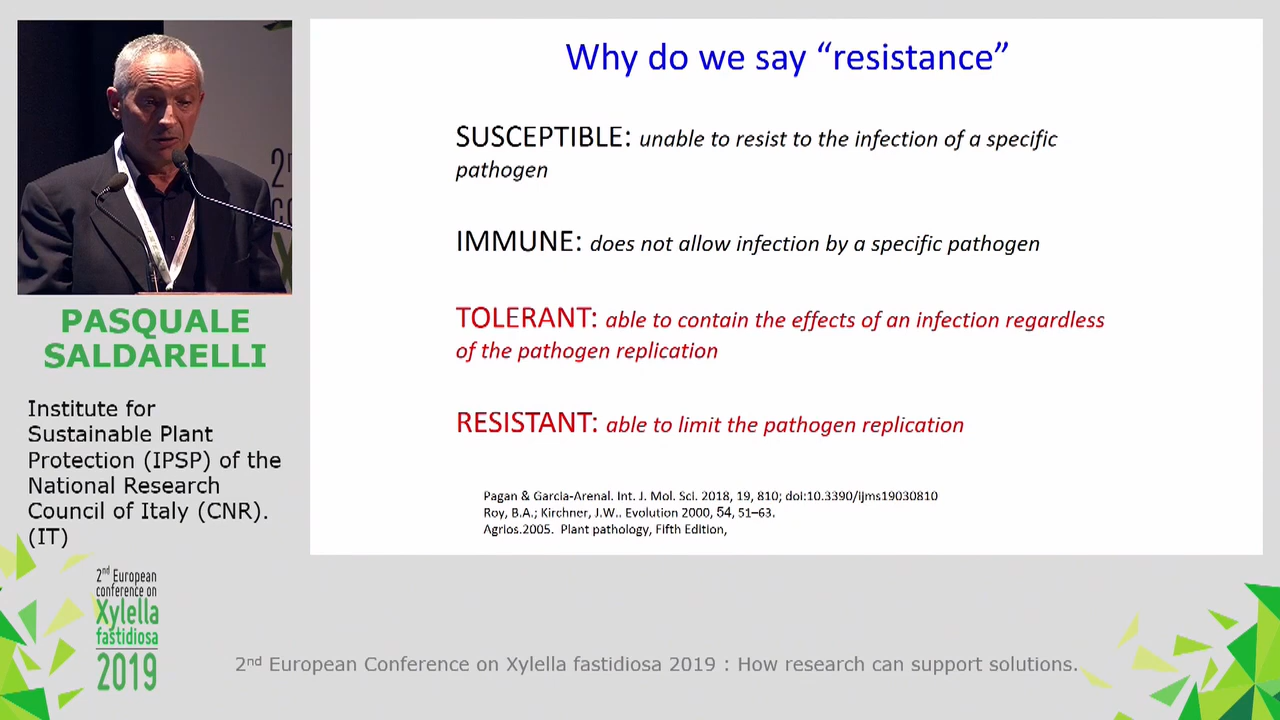 Why do we say “resistance”
SUSCEPTIBLE: unable to resist to the infection of a specific
pathogen
IMMUNE: does not allow infection by a specific pathogen
TOLERANT: able to contain the effects of an infection regardless
of the pathogen replication
RESISTANT: able to limit the pathogen replication
Pagan & Garcia-Arenal. Int. J. Mol. Sci. 2018, 19, 810; doi:10.3390/ijms19030810
Roy, B.A.; Kirchner, J.W.. Evolution 2000, 54, 51–63.
Agrios.2005. Plant pathology, Fifth Edition,
PASQUALE
SALDARELLI
Institute for
Sustainable Plant
Protection (IPSP) of the
National Research
Council of Italy (CNR).
(IT)
2nd European
conference on
Xylella
fastidiosa
2019
2nd European Conference on Xylella fastidiosa 2019 : How research can support solutions.